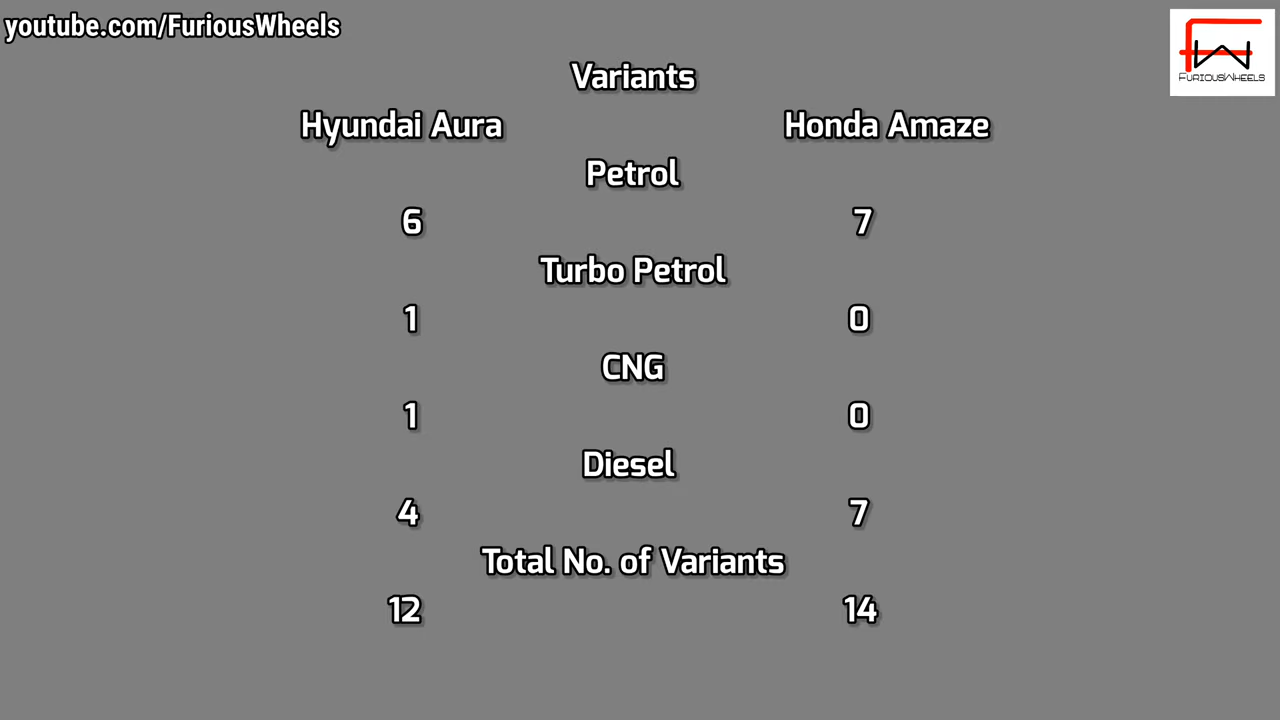 youtube.com/FuriousWheels
FW
FuriousWheels
Variants
Hyundai Aura Honda Amaze
Petrol
6 7
Turbo Petrol
1 0
CNG
1 0
Diesel
4 7
Total No. of Variants
12 14